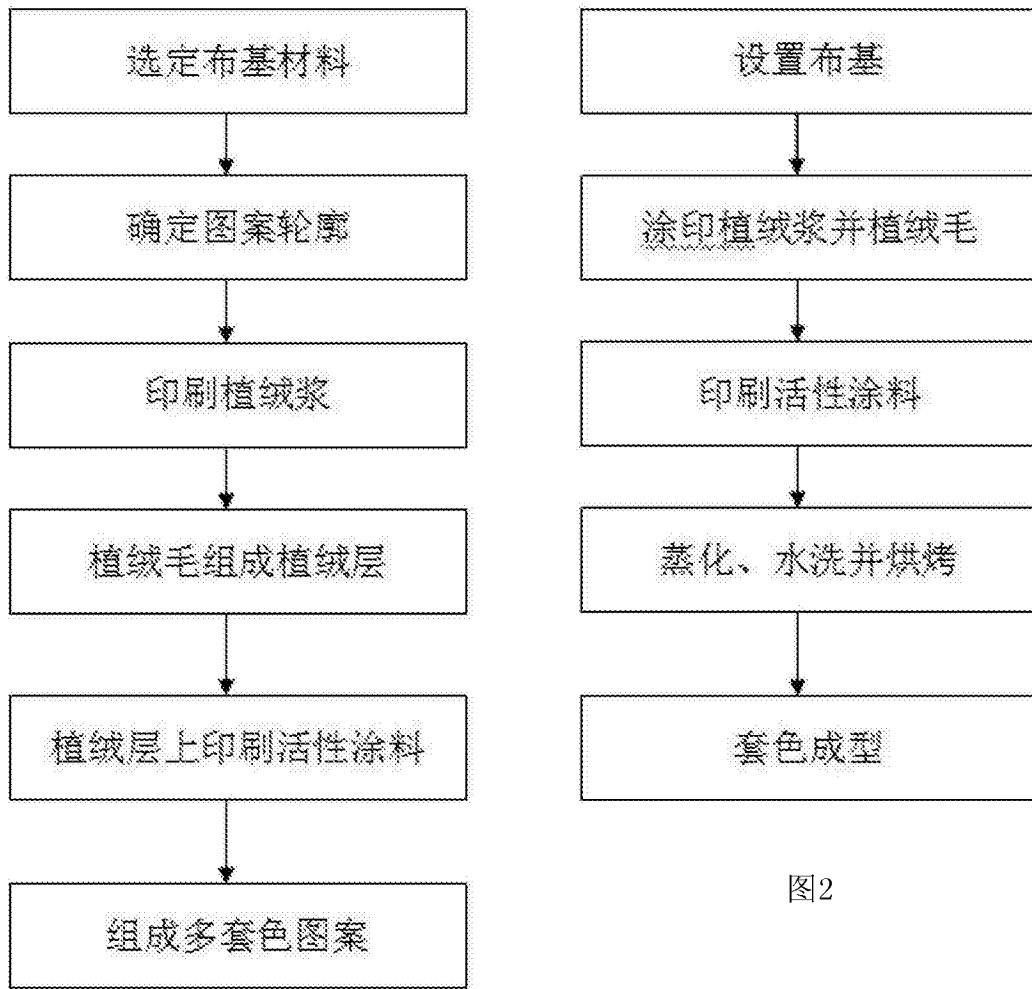 选定布基材料
确定图案轮廓
印刷植绒浆
植绒毛组成植绒层
植绒层上印刷活性涂料
组成多套色图案
设置布基
涂印植绒浆并植绒毛
印刷活性涂料
蒸化、水洗并烘烤
套色成型
图2